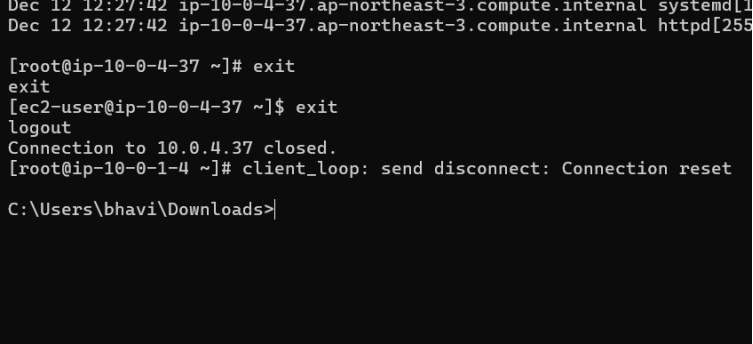 Dec 12 12:27:42 ip-10-0-4-37.ap-northeast-3.compute.internal systemd[1
Dec 12 12:27:42 ip-10-0-4-37.ap-northeast-3.compute.internal httpd[255
[root@ip-10-0-4-37 ~]# exit
exit
[ec2-user@ip-10-0-4-37 ~]$ exit
logout
Connection to 10.0.4.37 closed.
[root@ip-10-0-1-4 ~]# client_loop: send disconnect: Connection reset
C:\Users\bhavi\Downloads>